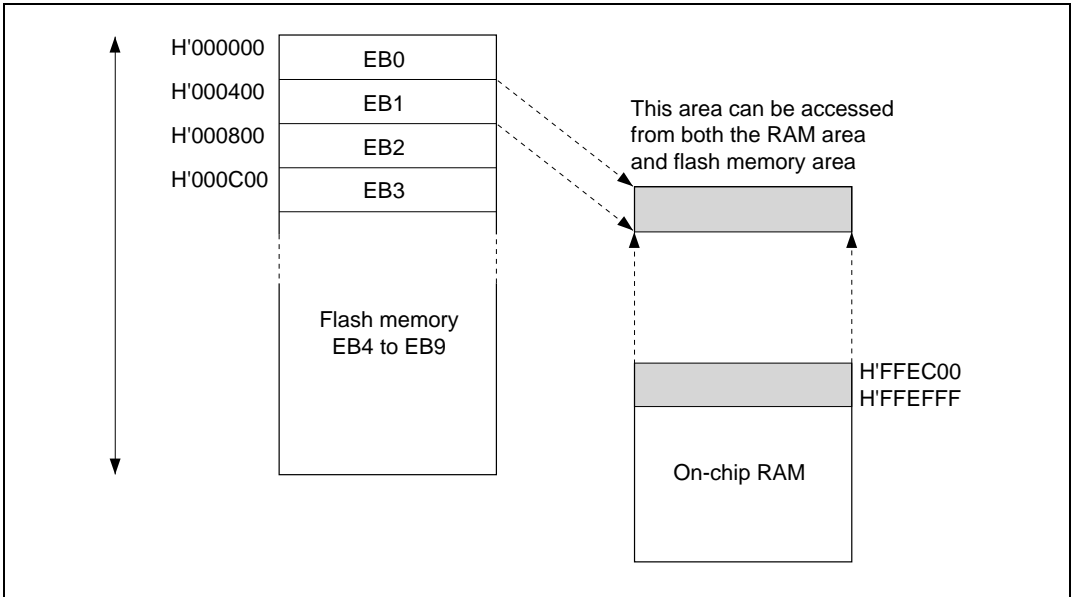 H'000000
EB0
H'000400
EB1
H'000800
EB2
H'000C00
EB3
This area can be accessed
from both the RAM area
and flash memory area
Flash memory
EB4 to EB9
H'FFEC00
H'FFEFFF
On-chip RAM